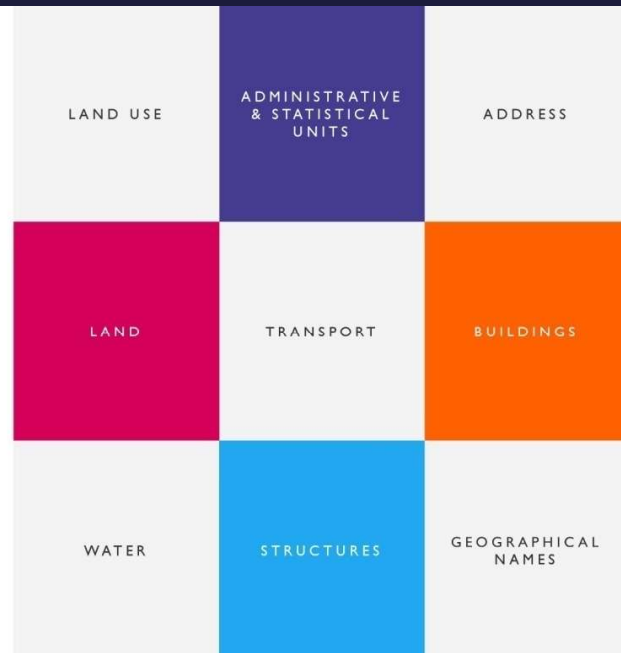 LAND USE
ADMINISTRATIVE
& STATISTICAL
UNITS
ADDRESS
LAND
TRANSPORT
BUILDINGS
WATER
STRUCTURES
GEOGRAPHICAL
NAMES